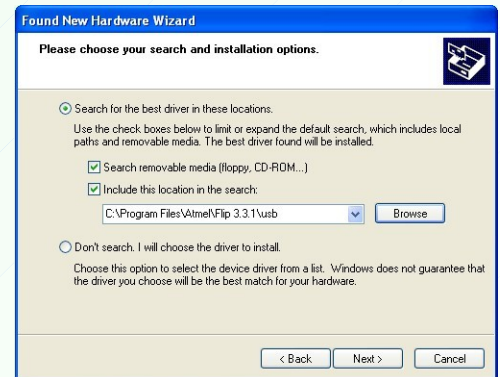 Found New Hardware Wizard
Please choose your search and installation options.
Search for the best driver in these locations.
Use the check boxes below to limit or expand the default search, which includes local
paths and removable media. The best driver found will be installed.
Search removable media (floppy, CD-ROM...)
Include this location in the search:
C:\Program Files\Atmel\Flip 3.3.1\usb
Browse
Don't search. I will choose the driver to install.
Choose this option to select the device driver from a list. Windows does not guarantee that
the driver you choose will be the best match for your hardware.
< Back Next > Cancel